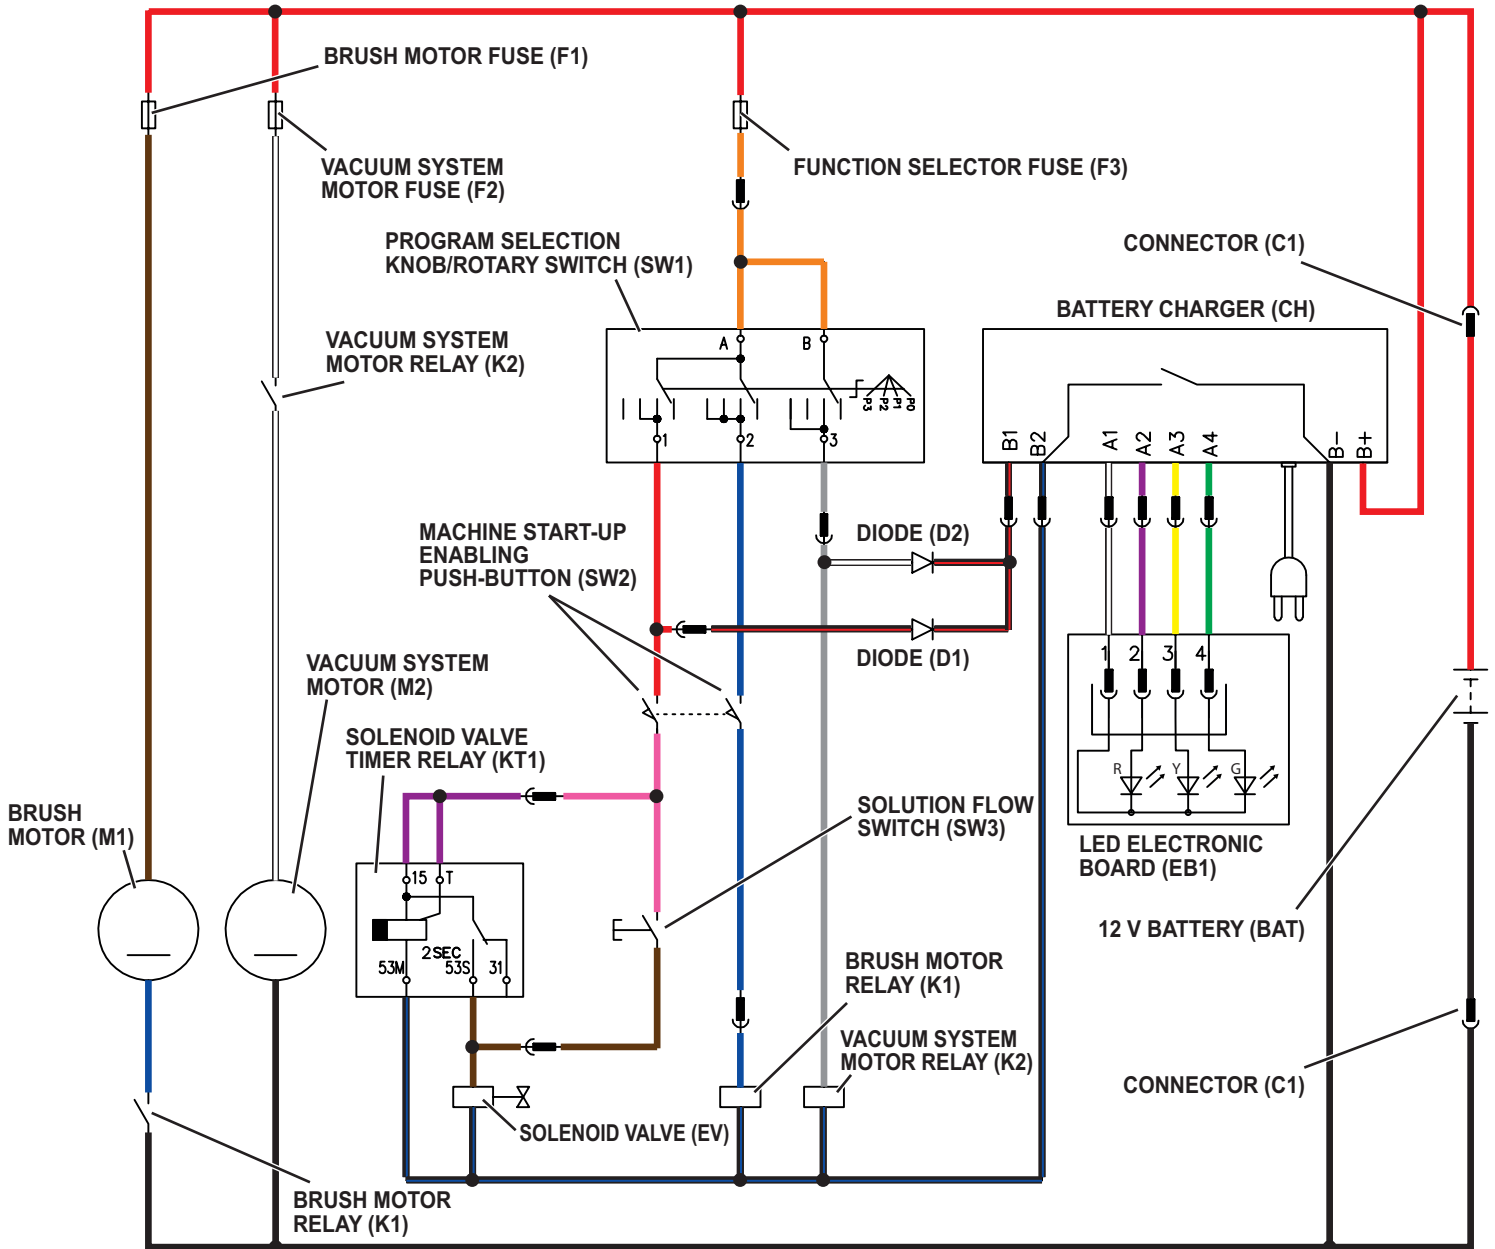 BRUSH MOTOR FUSE (F1)
VACUUM SYSTEM
MOTOR FUSE (F2)
FUNCTION SELECTOR FUSE (F3)
PROGRAM SELECTION
KNOB/ROTARY SWITCH (SW1)
CONNECTOR (C1)
BATTERY CHARGER (CH)
VACUUM SYSTEM
MOTOR RELAY (K2)
A
B
P3
P2
P1
P0
1
2
3
B1
B2
A1
A2
A3
A4
B-
B+
MACHINE START-UP
ENABLING
PUSH-BUTTON (SW2)
DIODE (D2)
DIODE (D1)
1
2
3
4
VACUUM SYSTEM
MOTOR (M2)
SOLENOID VALVE
TIMER RELAY (KT1)
R
Y
G
BRUSH
MOTOR (M1)
SOLUTION FLOW
SWITCH (SW3)
LED ELECTRONIC
BOARD (EB1)
15
T
2SEC
53M
53S
31
12 V BATTERY (BAT)
BRUSH MOTOR
RELAY (K1)
VACUUM SYSTEM
MOTOR RELAY (K2)
CONNECTOR (C1)
SOLENOID VALVE (EV)
BRUSH MOTOR
RELAY (K1)